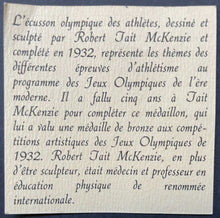 L'écusson olympique des athlètes, dessiné et
sculpté par Robert Tait McKenzie et
complété en 1932, représente les thèmes des
différentes épreuves d'athlétisme au
programme des Jeux Olympiques de l'ère
moderne. Il a fallu cinq ans à Tait
McKenzie pour compléter ce médaillon, qui
lui a valu une médaille de bronze aux compé-
titions artistiques des Jeux Olympiques de
1932. Robert Tait McKenzie, en plus
d'être sculpteur, était médecin et professeur en
éducation physique de renommée
internationale.